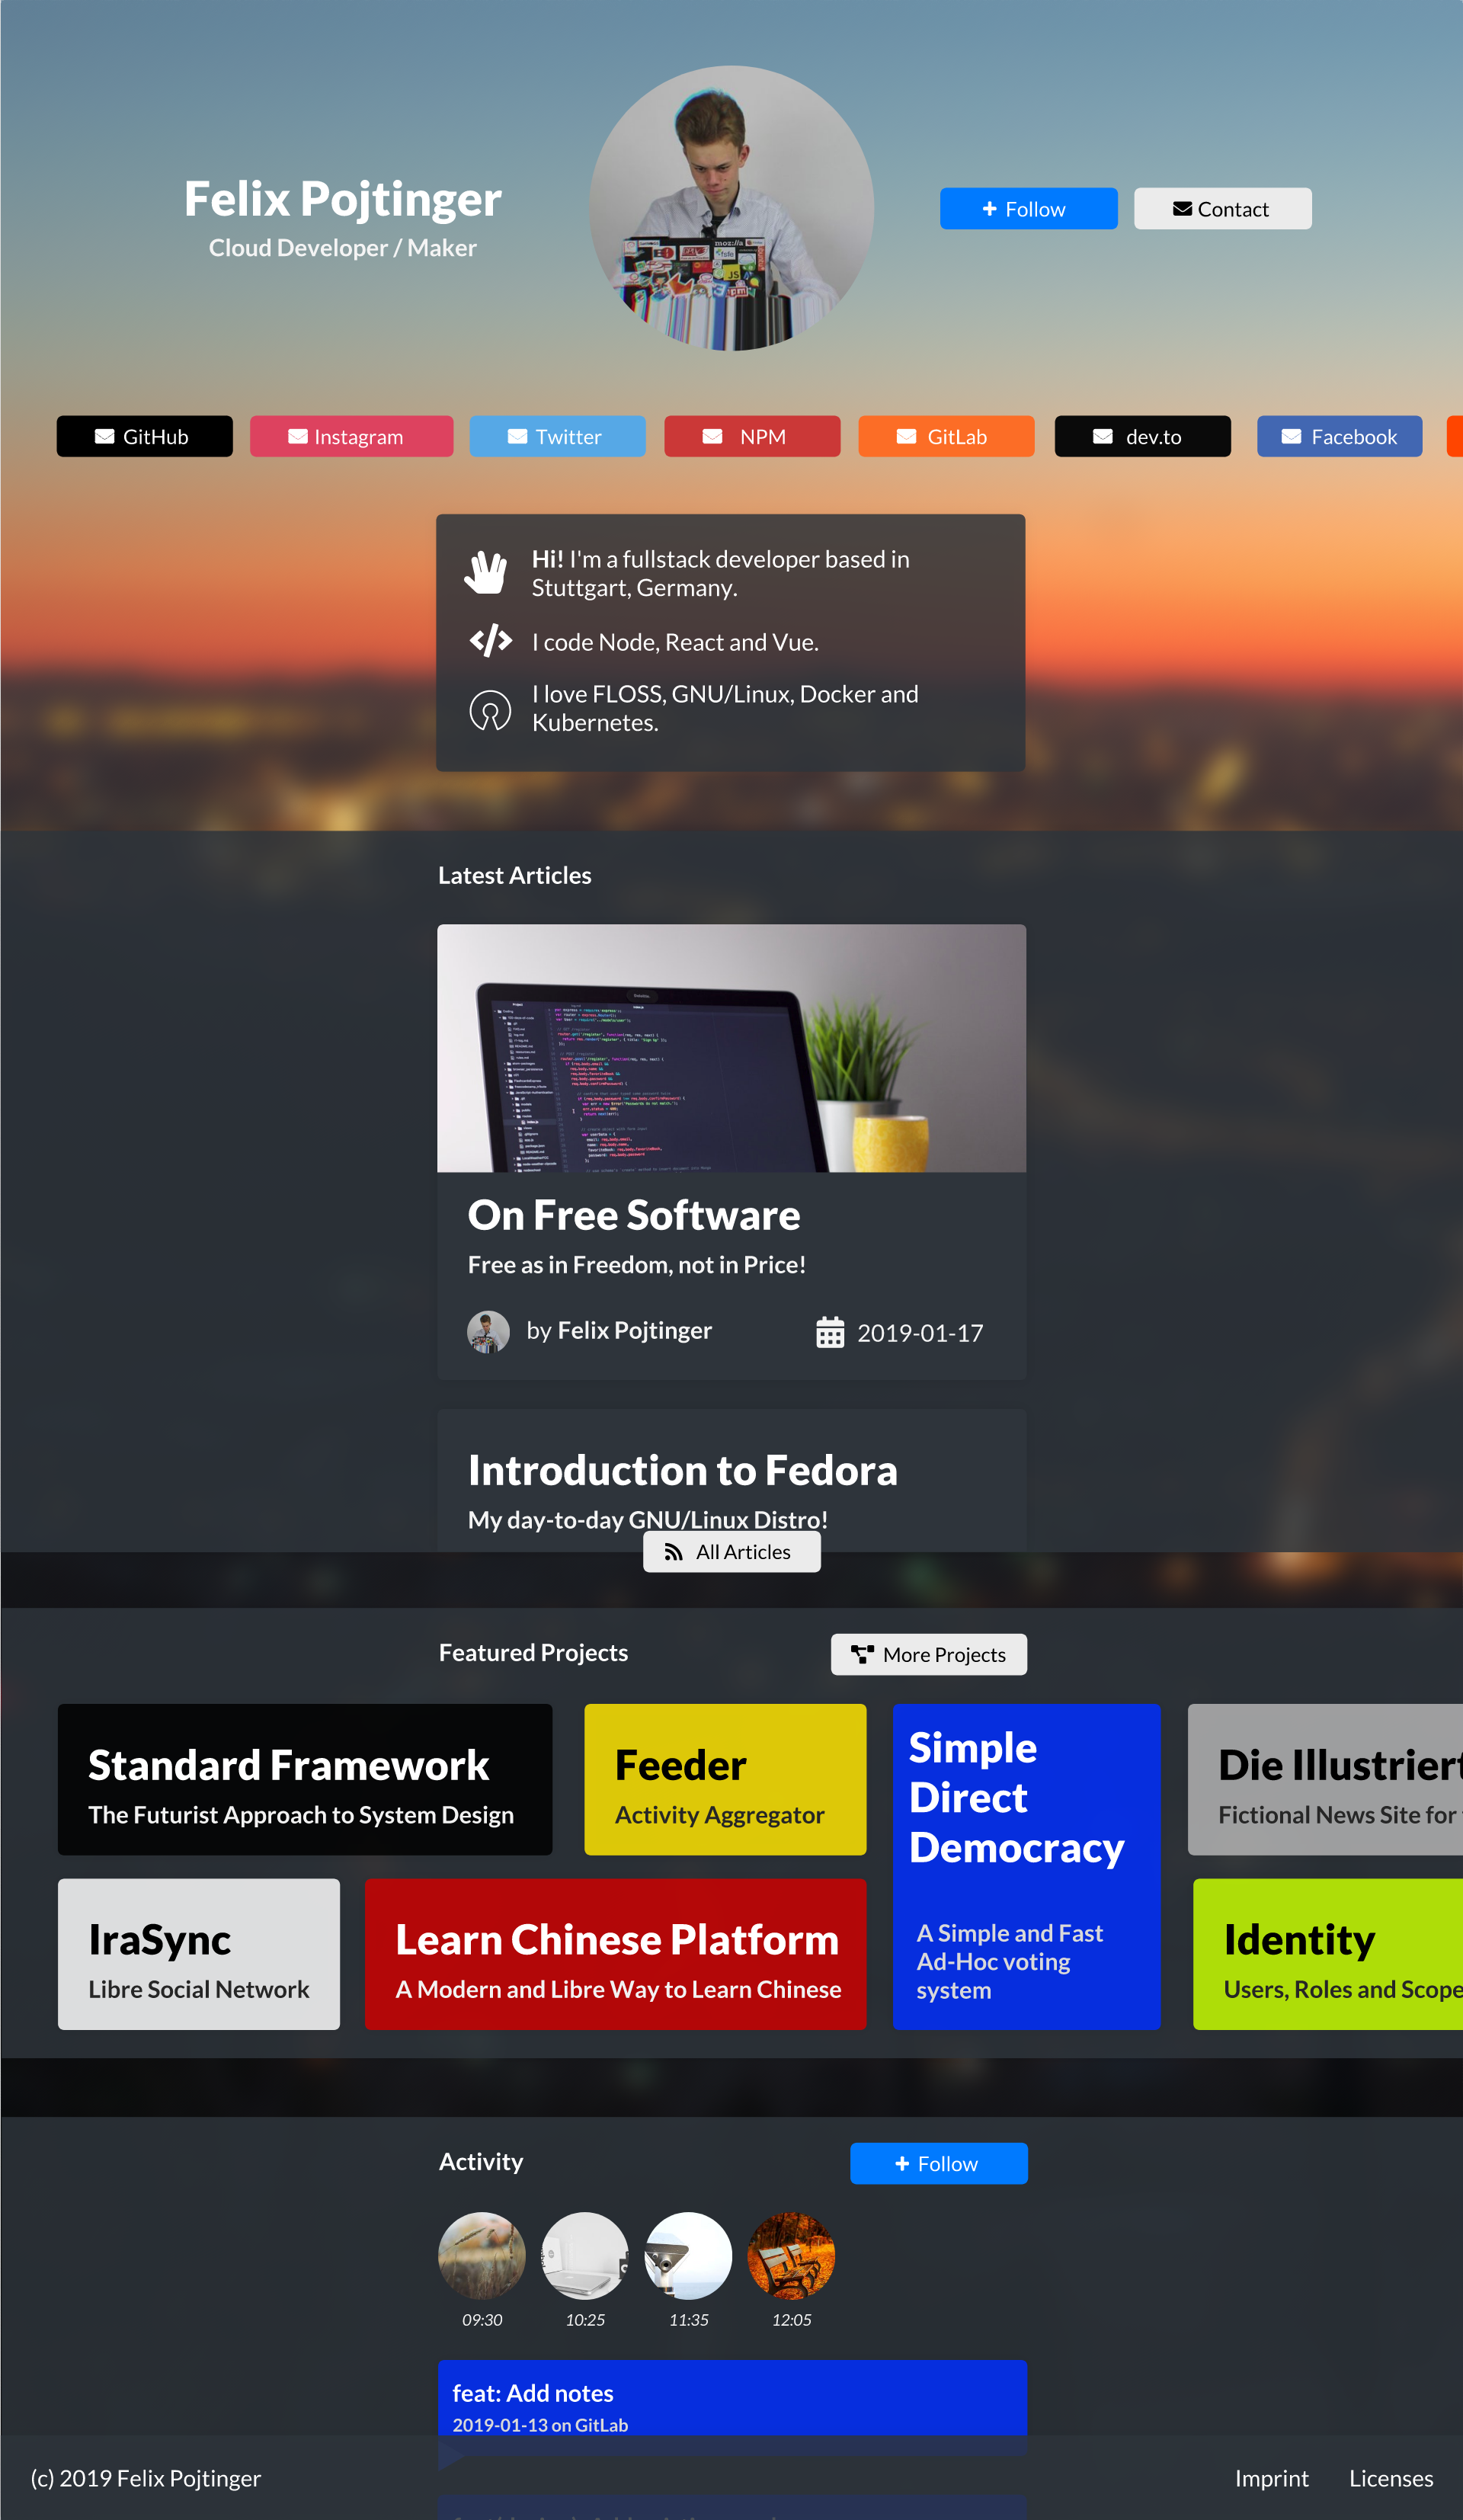 Felix Pojtinger
Cloud Developer / Maker
Follow
Contact
moz://a
fsfe
JS
npm
GitHub
Instagram
Twitter
NPM
GitLab
dev.to
Facebook
Hi! I'm a fullstack developer based in
Stuttgart, Germany.
I code Node, React and Vue.
I love FLOSS, GNU/Linux, Docker and
Kubernetes.
Latest Articles
On Free Software
Free as in Freedom, not in Price!
by Felix Pojtinger
2019-01-17
Introduction to Fedora
My day-to-day GNU/Linux Distro!
All Articles
Featured Projects
More Projects
Standard Framework
The Futurist Approach to System Design
Feeder
Activity Aggregator
Simple
Direct
Democracy
A Simple and Fast
Ad-Hoc voting
system
Die Illustriert
Fictional News Site for
IraSync
Libre Social Network
Learn Chinese Platform
A Modern and Libre Way to Learn Chinese
Identity
Users, Roles and Scope
Activity
Follow
09:30
10:25
11:35
12:05
feat: Add notes
2019-01-13 on GitLab
(c) 2019 Felix Pojtinger
Imprint
Licenses